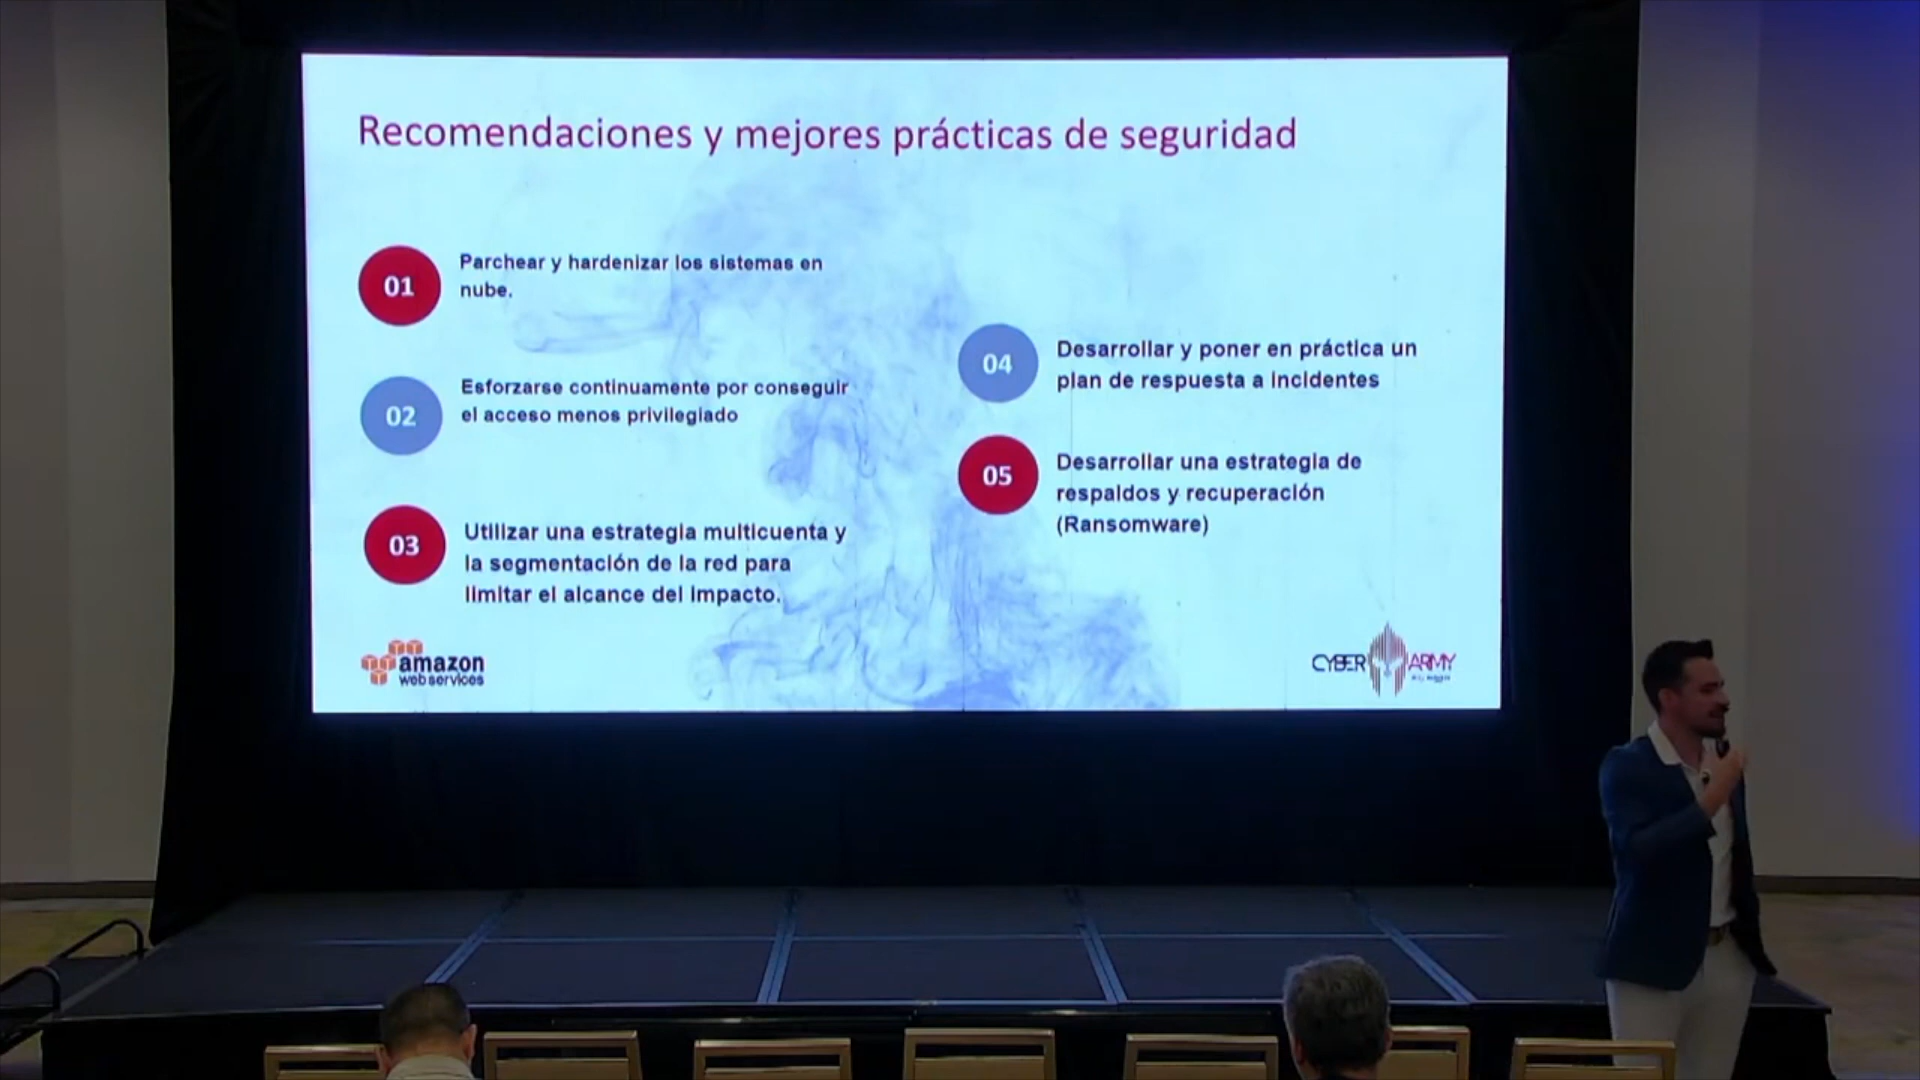 Recomendaciones y mejores prácticas de seguridad
01
Parchear y hardenizar los sistemas en
nube.
02
Esforzarse continuamente por conseguir
el acceso menos privilegiado
03
Utilizar una estrategia multicuenta y
la segmentación de la red para
limitar el alcance del impacto.
04
Desarrollar y poner en práctica un
plan de respuesta a incidentes
05
Desarrollar una estrategia de
respaldos y recuperación
(Ransomware)
amazon
web services
CYBER ARMY